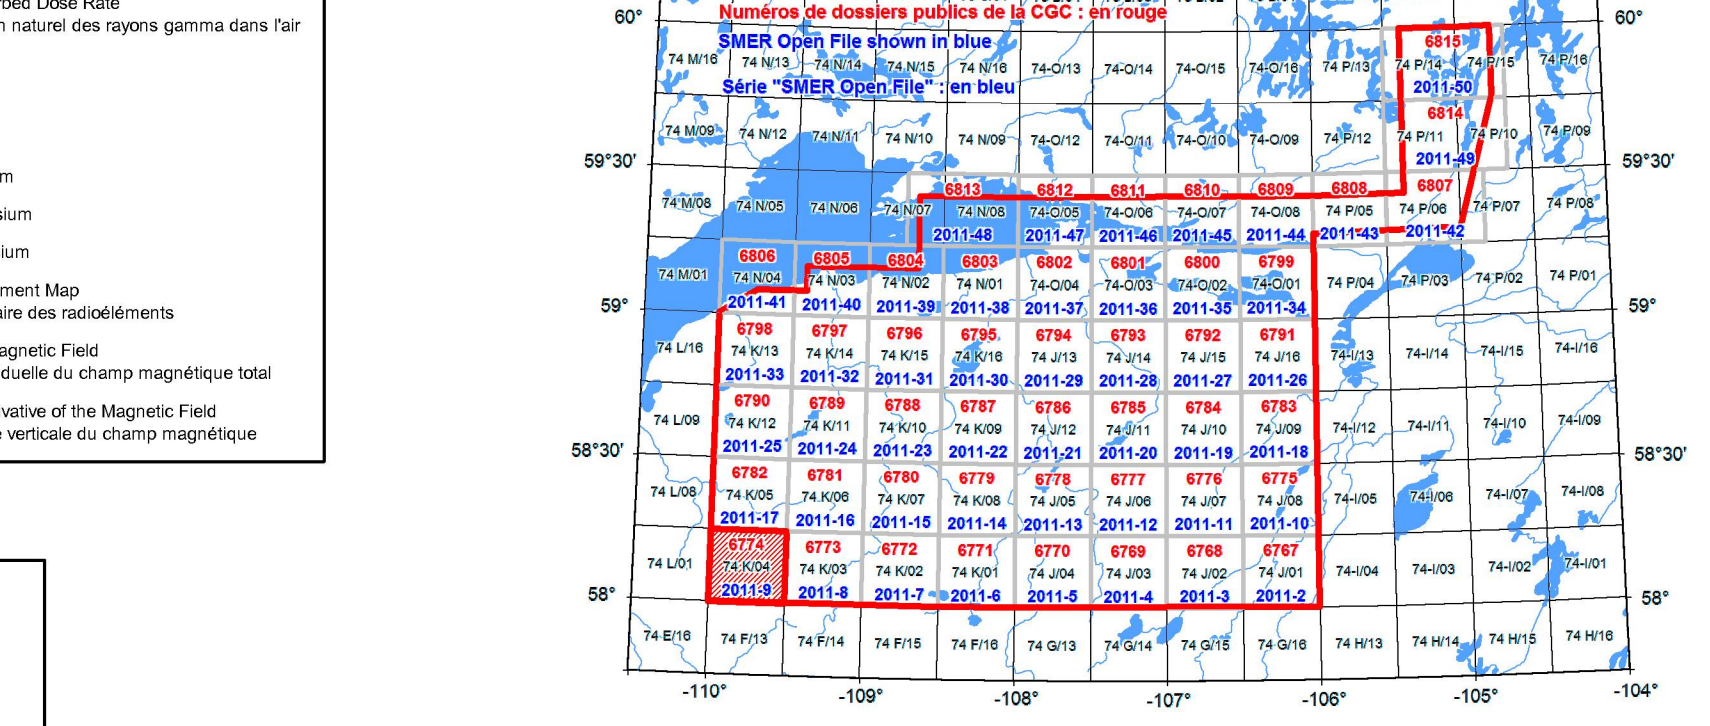 rbed Dose Rate
n naturel des rayons gamma dans l'air
m
sium
ium
ment Map
aire des radioéléments
agnetic Field
duelle du champ magnétique total
ivative of the Magnetic Field
e verticale du champ magnétique
Numéros de dossiers publics de la CGC : en rouge
SMER Open File shown in blue
Série "SMER Open File" : en bleu
60° 60°
6815
74 M/16 74 N/13 74 N/14 74 N/15 74 N/16 74-O/13 74-O/14 74-O/15 74-O/16 74 P/13 74 P/14 74 P/15 74 P/16
2011-50
6814
74 M/09 74 N/12 74 N/11 74 N/10 74 N/09 74-O/12 74-O/11 74-O/10 74-O/09 74 P/12 74 P/11 74 P/10 74 P/09
2011-49
59°30' 59°30'
6813 6812 6811 6810 6809 6808 6807
74 M/08 74 N/05 74 N/06 74 N/07 74 N/08 74-O/05 74-O/06 74-O/07 74-O/08 74 P/05 74 P/06 74 P/07 74 P/08
2011-48 2011-47 2011-46 2011-45 2011-44 2011-43 2011-42
6806 6805 6804 6803 6802 6801 6800 6799
74 M/01 74 N/04 74 N/03 74 N/02 74 N/01 74-O/04 74-O/03 74-O/02 74-O/01 74 P/04 74 P/03 74 P/02 74 P/01
2011-41 2011-40 2011-39 2011-38 2011-37 2011-36 2011-35 2011-34
59° 59°
6798 6797 6796 6795 6794 6793 6792 6791
74 L/16 74 K/13 74 K/14 74 K/15 74 K/16 74 J/13 74 J/14 74 J/15 74 J/16 74-I/13 74-I/14 74-I/15 74-I/16
2011-33 2011-32 2011-31 2011-30 2011-29 2011-28 2011-27 2011-26
6790 6789 6788 6787 6786 6785 6784 6783
74 L/09 74 K/12 74 K/11 74 K/10 74 K/09 74 J/12 74 J/11 74 J/10 74 J/09 74-I/12 74-I/11 74-I/10 74-I/09
2011-25 2011-24 2011-23 2011-22 2011-21 2011-20 2011-19 2011-18
58°30' 58°30'
6782 6781 6780 6779 6778 6777 6776 6775
74 L/08 74 K/05 74 K/06 74 K/07 74 K/08 74 J/05 74 J/06 74 J/07 74 J/08 74-I/05 74-I/06 74-I/07 74-I/08
2011-17 2011-16 2011-15 2011-14 2011-13 2011-12 2011-11 2011-10
6774 6773 6772 6771 6770 6769 6768 6767
74 L/01 74 K/04 74 K/03 74 K/02 74 K/01 74 J/04 74 J/03 74 J/02 74 J/01 74-I/04 74-I/03 74-I/02 74-I/01
2011-9 2011-8 2011-7 2011-6 2011-5 2011-4 2011-3 2011-2
58° 58°
74 E/16 74 F/13 74 F/14 74 F/15 74 F/16 74 G/13 74 G/14 74 G/15 74 G/16 74 H/13 74 H/14 74 H/15 74 H/16
-110° -109° -108° -107° -106° -105° -104°